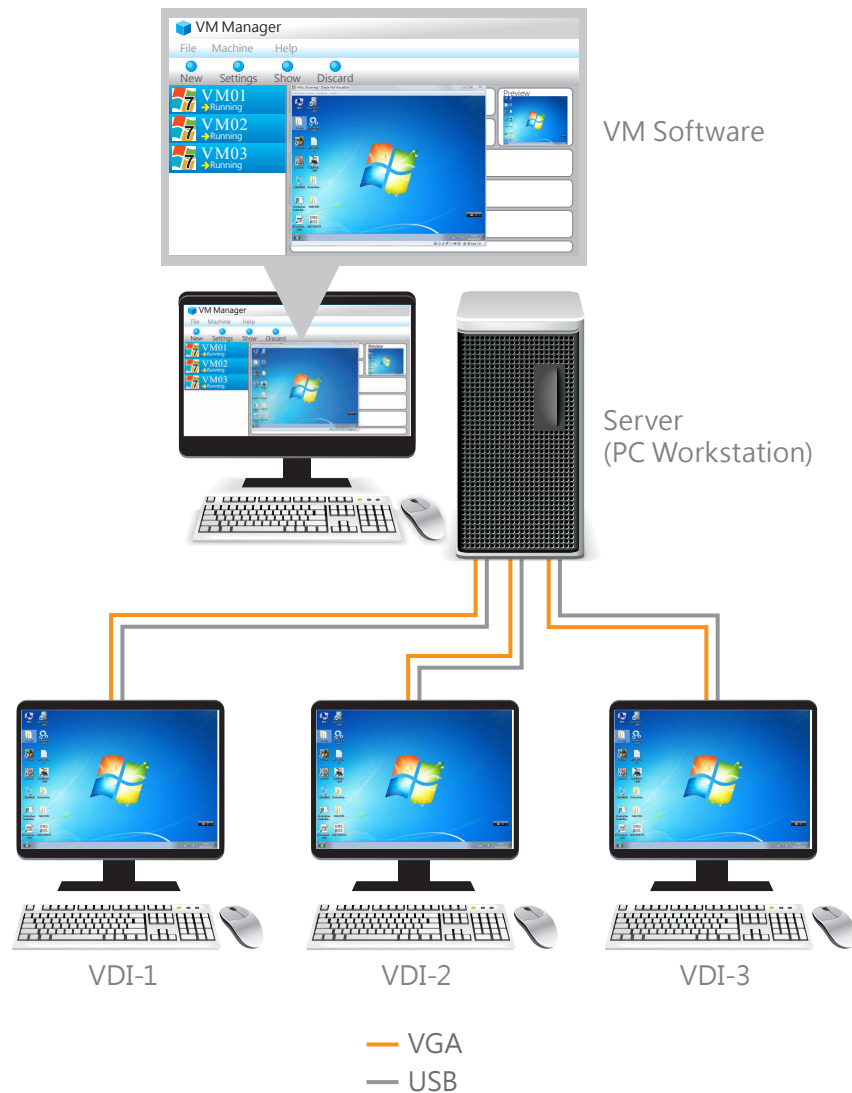 VM Manager
File Machine Help
New Settings Show Discard
Preview
VM01
Running
VM02
Running
VM03
Running
VM Software
VM Manager
File Machine Help
New Settings Show Discard
Preview
VM01
Running
VM02
Running
VM03
Running
Server
(PC Workstation)
VDI-1
VDI-2
VDI-3
VGA
USB